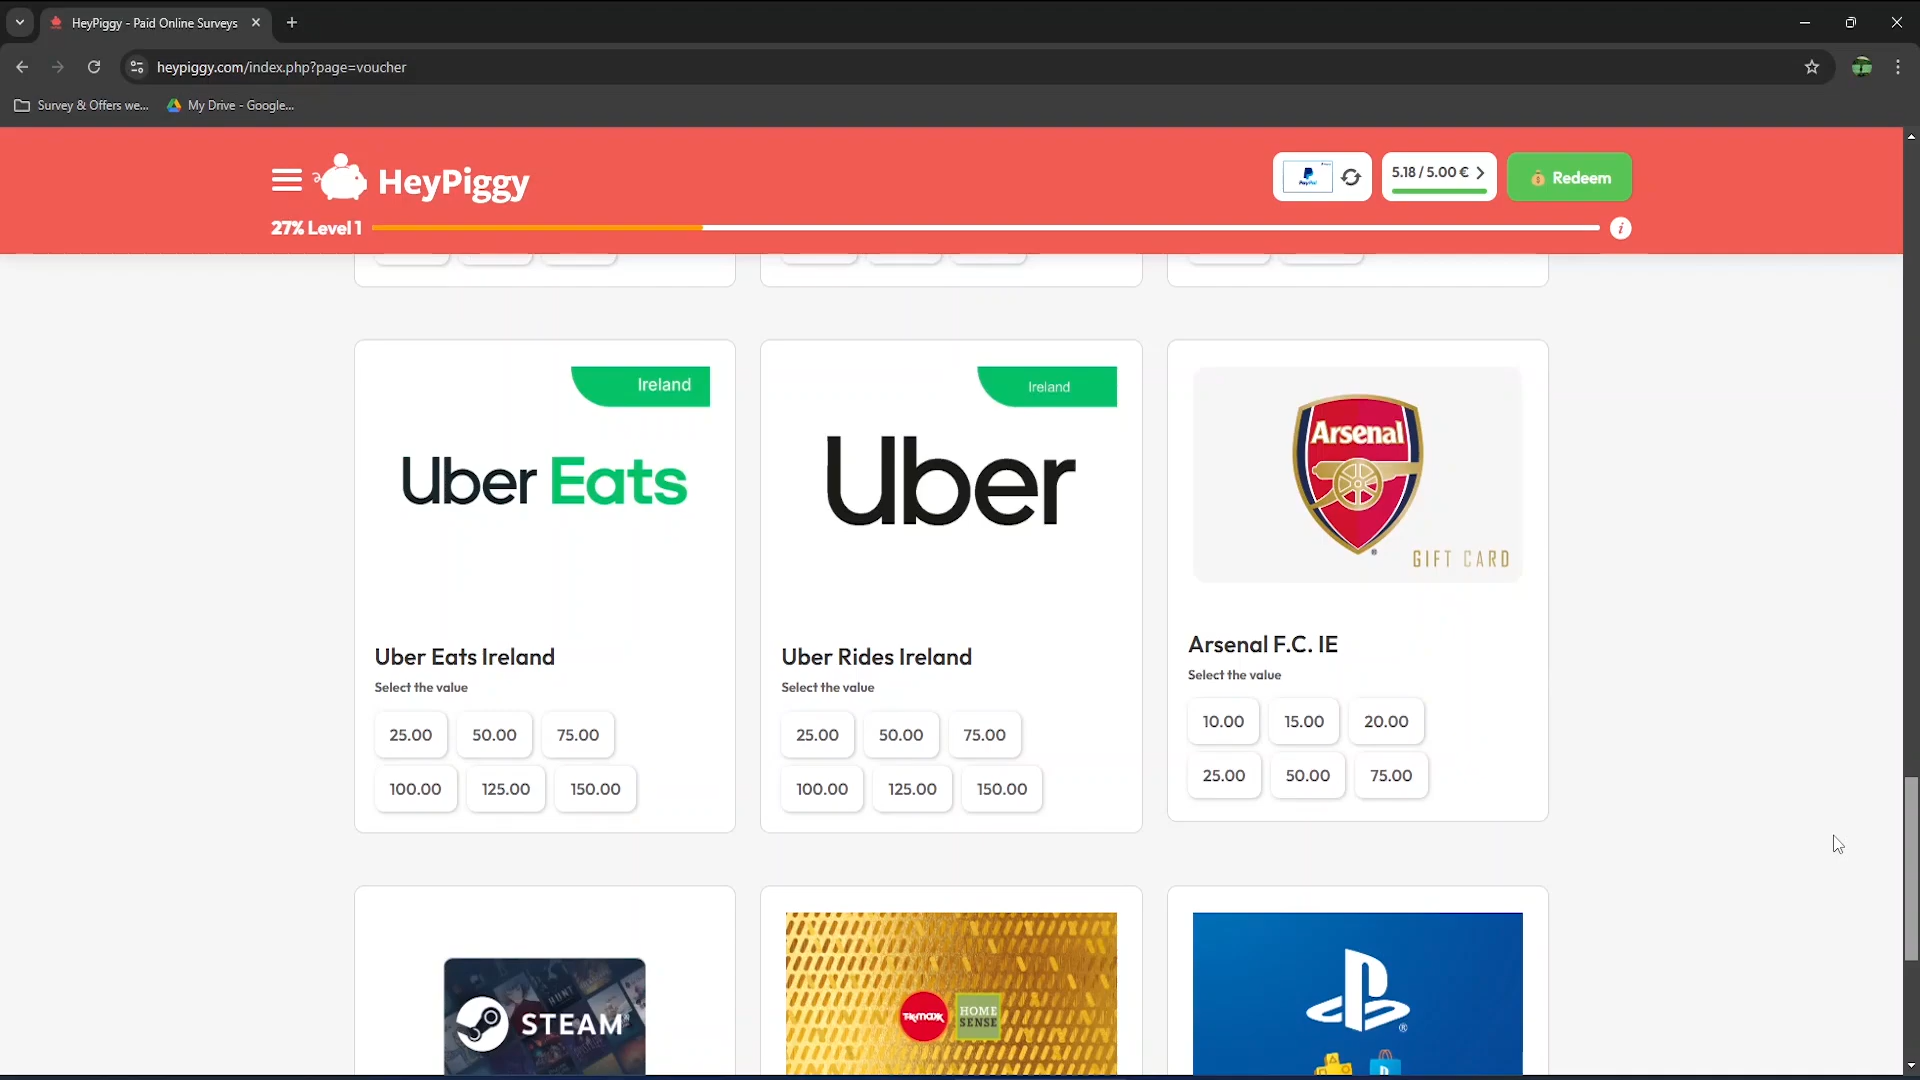 HeyPiggy - Paid Online Surveys
heypiggy.com/index.php?page=voucher
Survey & Offers we...
My Drive - Google...
HeyPiggy
PayPal
5.18 / 5.00 €
Redeem
27% Level 1
i
Ireland
Uber Eats
Uber Eats Ireland
Select the value
25.00 50.00 75.00
100.00 125.00 150.00
Ireland
Uber
Uber Rides Ireland
Select the value
25.00 50.00 75.00
100.00 125.00 150.00
Arsenal
GIFT CARD
Arsenal F.C. IE
Select the value
10.00 15.00 20.00
25.00 50.00 75.00
STEAM
TK maxx
HOME
SENSE